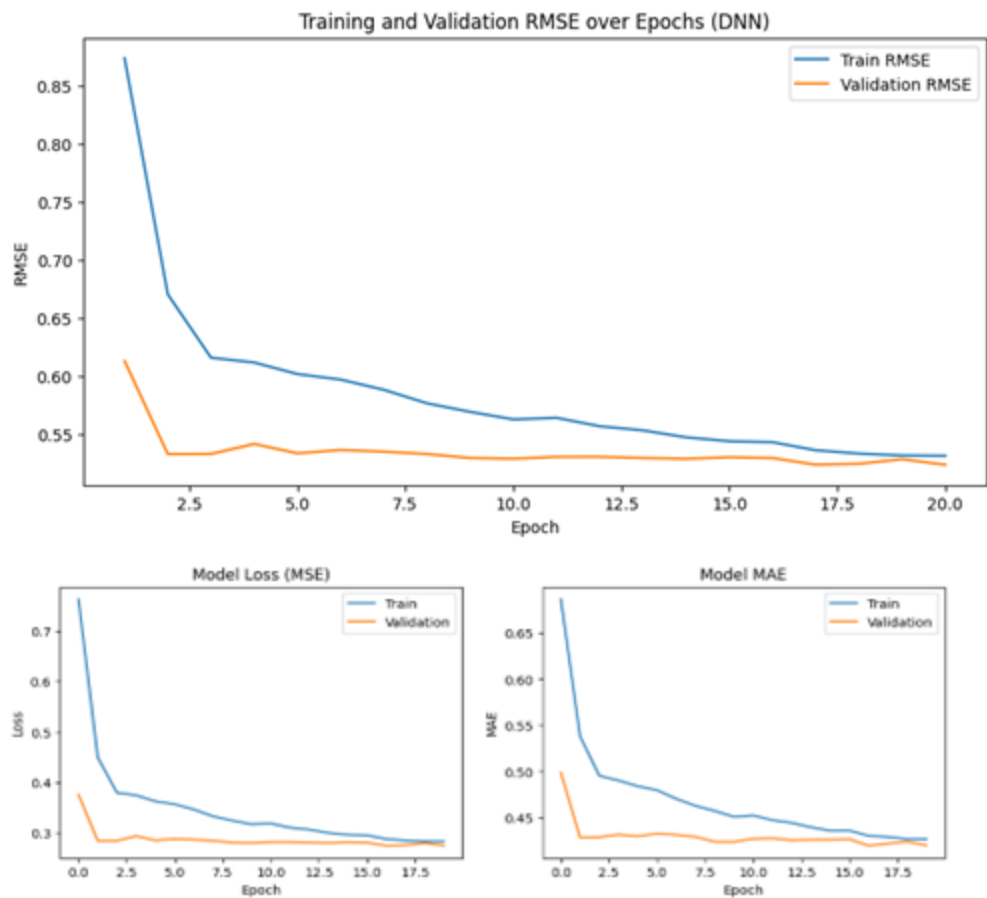 Training and Validation RMSE over Epochs (DNN)
Train RMSE
Validation RMSE
RMSE
0.85
0.80
0.75
0.70
0.65
0.60
0.55
2.5 5.0 7.5 10.0 12.5 15.0 17.5 20.0
Epoch
Model Loss (MSE)
Train
Validation
Loss
0.7
0.6
0.5
0.4
0.3
0.0 2.5 5.0 7.5 10.0 12.5 15.0 17.5
Epoch
Model MAE
Train
Validation
MAE
0.65
0.60
0.55
0.50
0.45
0.0 2.5 5.0 7.5 10.0 12.5 15.0 17.5
Epoch